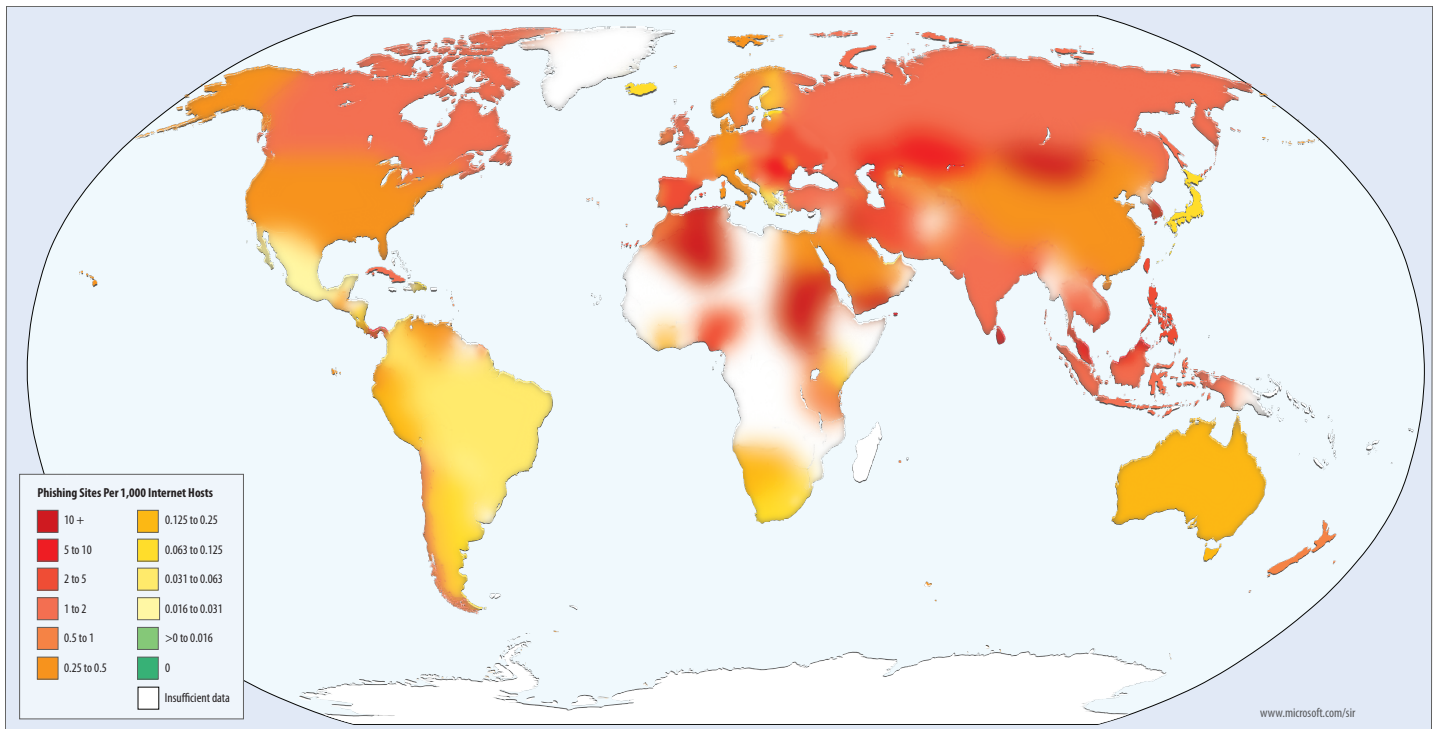 Phishing Sites Per 1,000 Internet Hosts
10 +
5 to 10
2 to 5
1 to 2
0.5 to 1
0.25 to 0.5
0.125 to 0.25
0.063 to 0.125
0.031 to 0.063
0.016 to 0.031
>0 to 0.016
0
Insufficient data
www.microsoft.com/sir